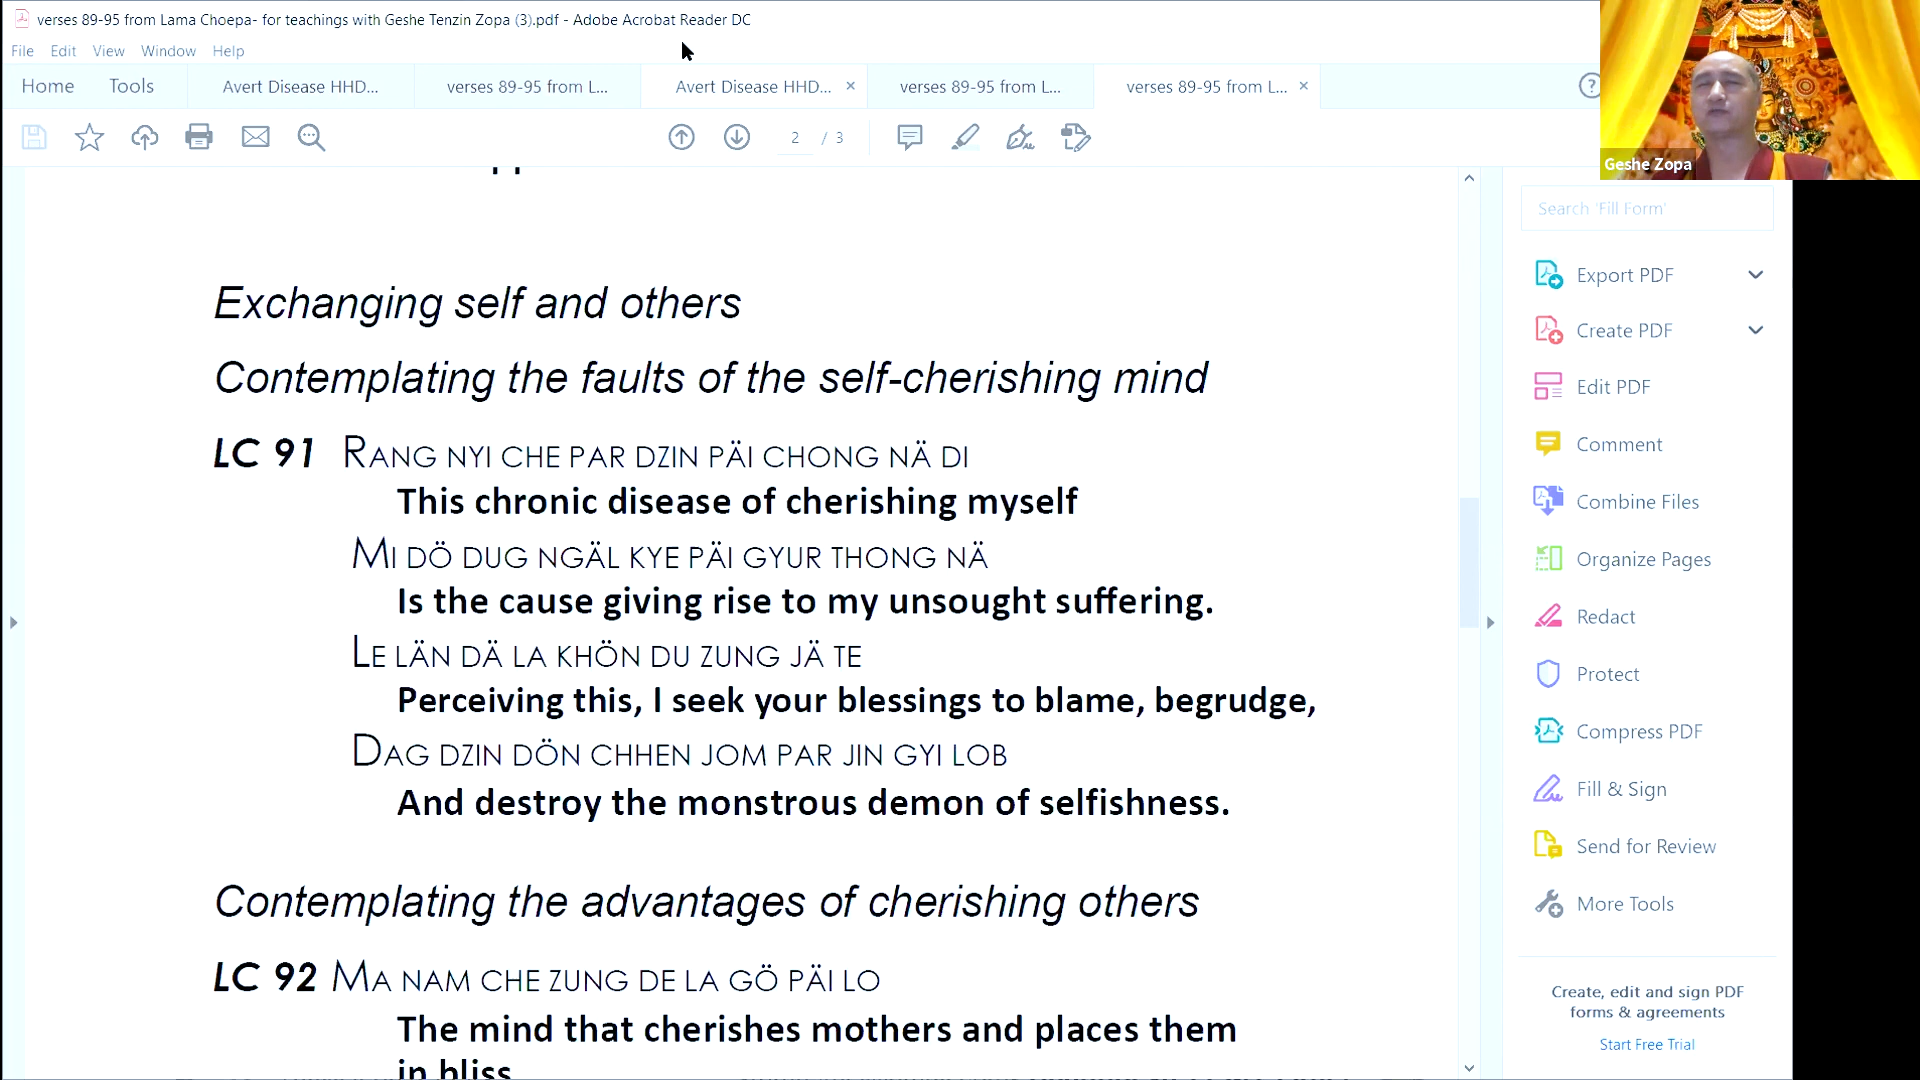 verses 89-95 from Lama Choepa- for teachings with Geshe Tenzin Zopa (3).pdf - Adobe Acrobat Reader DC
File Edit View Window Help
Home Tools Avert Disease HHD... verses 89-95 from L... Avert Disease HHD... × verses 89-95 from L... verses 89-95 from L... ×
2 / 3
Geshe Zopa
Exchanging self and others
Contemplating the faults of the self-cherishing mind
LC 91 RANG NYI CHE PAR DZIN PÄI CHONG NÄ DI
This chronic disease of cherishing myself
MI DÖ DUG NGÄL KYE PÄI GYUR THONG NÄ
Is the cause giving rise to my unsought suffering.
LE LÄN DÄ LA KHÖN DU ZUNG JÄ TE
Perceiving this, I seek your blessings to blame, begrudge,
DAG DZIN DÖN CHHEN JOM PAR JIN GYI LOB
And destroy the monstrous demon of selfishness.
Contemplating the advantages of cherishing others
LC 92 MA NAM CHE ZUNG DE LA GÖ PÄI LO
The mind that cherishes mothers and places them
in bliss
Search 'Fill Form'
Export PDF
Create PDF
Edit PDF
Comment
Combine Files
Organize Pages
Redact
Protect
Compress PDF
Fill & Sign
Send for Review
More Tools
Create, edit and sign PDF
forms & agreements
Start Free Trial